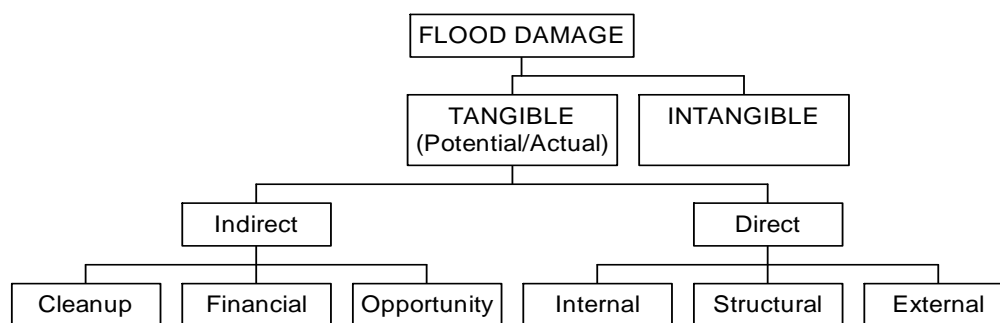 FLOOD DAMAGE
TANGIBLE
(Potential/Actual)
INTANGIBLE
Indirect
Direct
Cleanup
Financial
Opportunity
Internal
Structural
External